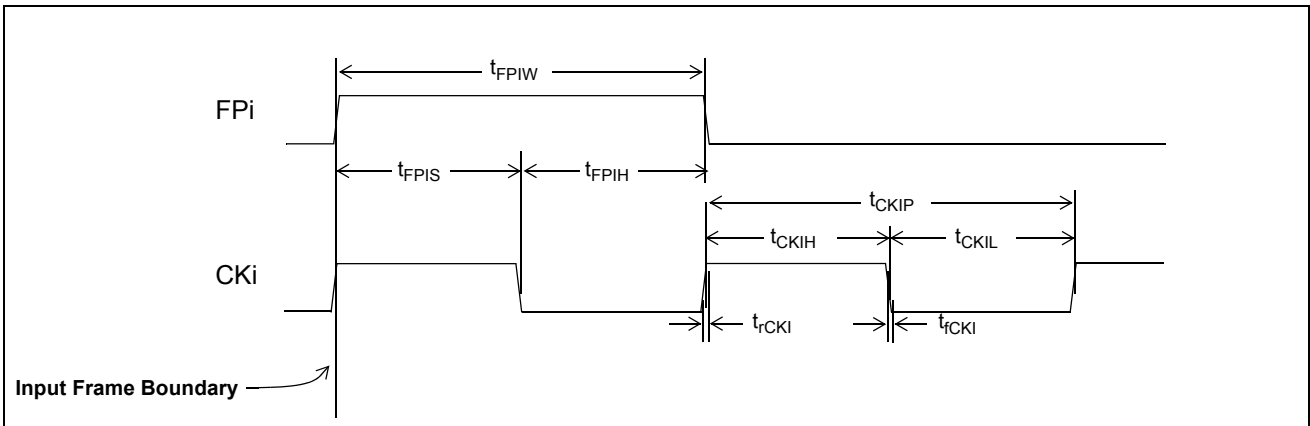 tFPIW
FPi
tFPIS
tFPIH
tCKIP
tCKIH
tCKIL
CKi
trCKI
tfCKI
Input Frame Boundary